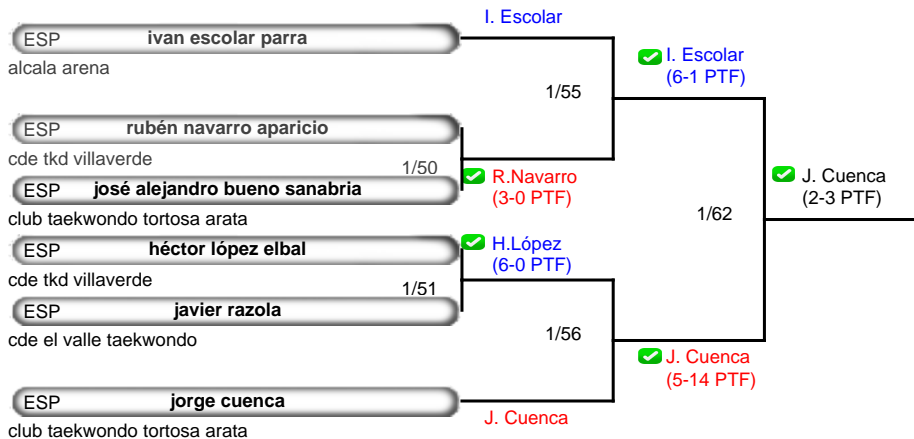 I. Escolar
ESP ivan escolar parra
alcala arena
I. Escolar
(6-1 PTF)
1/55
ESP rubén navarro aparicio
cde tkd villaverde
1/50
R.Navarro
(3-0 PTF)
J. Cuenca
(2-3 PTF)
ESP josé alejandro bueno sanabria
club taekwondo tortosa arata
1/62
ESP héctor lópez elbal
H.López
(6-0 PTF)
cde tkd villaverde
1/51
ESP javier razola
cde el valle taekwondo
1/56
J. Cuenca
(5-14 PTF)
ESP jorge cuenca
J. Cuenca
club taekwondo tortosa arata